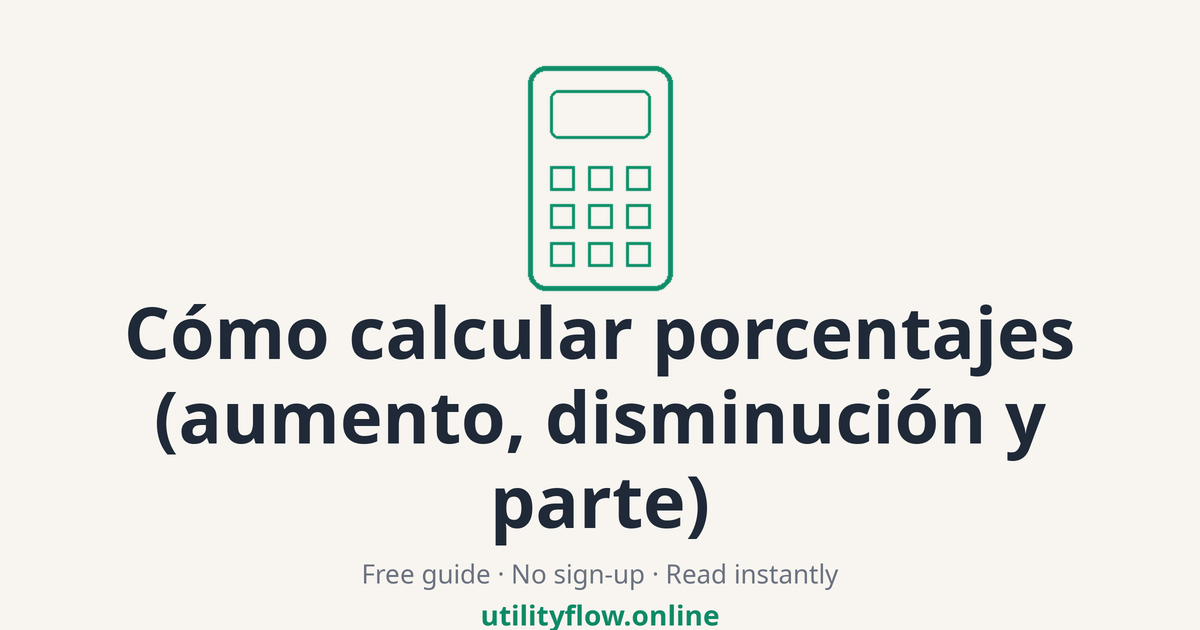 Cómo calcular porcentajes
(aumento, disminución y
parte)
Free guide · No sign-up · Read instantly
utilityflow.online